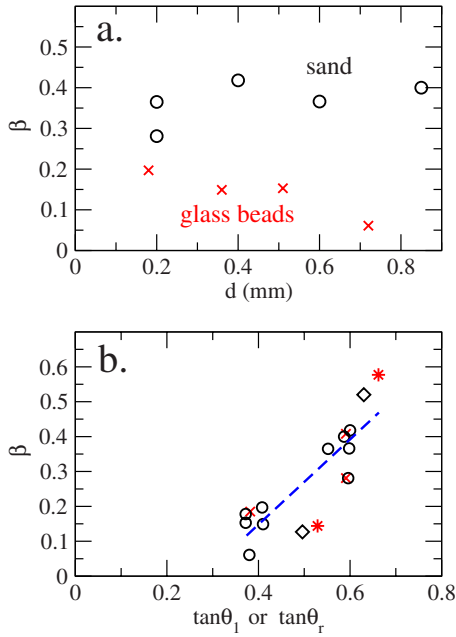 a.
sand
0.5
0.4
0.3
0.2
0.1
0
β
glass beads
0.2 0.4 0.6 0.8
d (mm)
b.
0.6
0.5
0.4
0.3
0.2
0.1
0
β
0 0.2 0.4 0.6 0.8
tanθ₁ or tanθᵣ